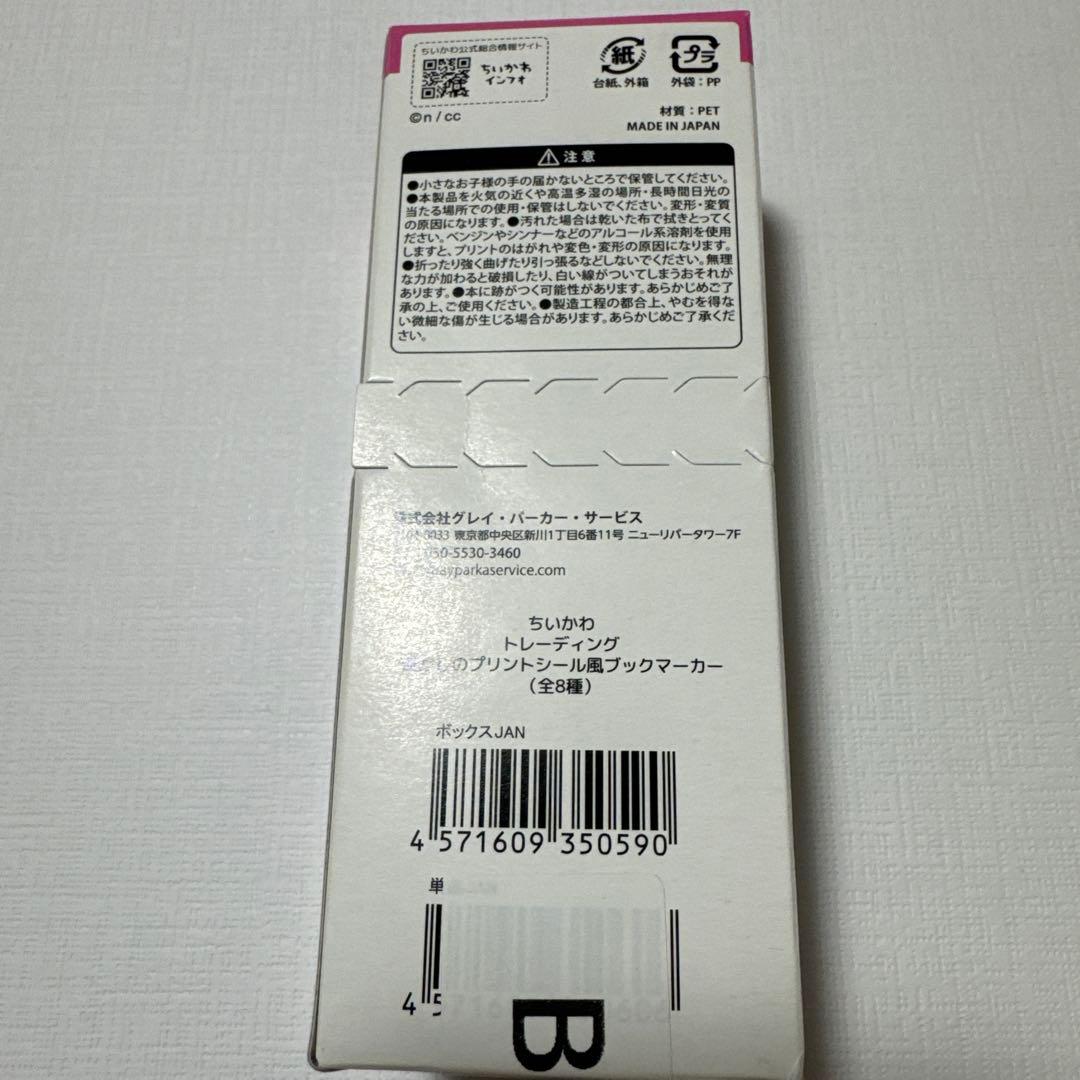 ちいかわ公式総合情報サイト
ちいかわ
インフォ
紙
台紙、外箱
プラ
外袋:PP
©n / cc
材質:PET
MADE IN JAPAN
注意
●小さなお子様の手の届かないところで保管してください。
●本製品を火気の近くや高温多湿の場所・長時間日光の
当たる場所での使用・保管はしないでください。変形・変質
の原因になります。●汚れた場合は乾いた布で拭きとってく
ださい。ベンジンやシンナーなどのアルコール系溶剤を使用
しますと、プリントのはがれや変色・変形の原因になります。
●折ったり強く曲げたり引っ張るなどしないでください。無理
な力が加わると破損したり、白い線がついてしまうおそれが
あります。●本に跡がつく可能性があります。あらかじめご了
承の上、ご使用ください。●製造工程の都合上、やむを得な
い微細な傷が生じる場合があります。あらかじめご了承くだ
さい。
式会社グレイ・パーカー・サービス
東京都中央区新川1丁目6番11号 ニューリバータワー7F
050-5530-3460
ayparkaservice.com
ちいかわ
トレーディング
のプリントシール風ブックマーカー
(全8種)
ボックスJAN
4 571609 350590
単
4 5716
B